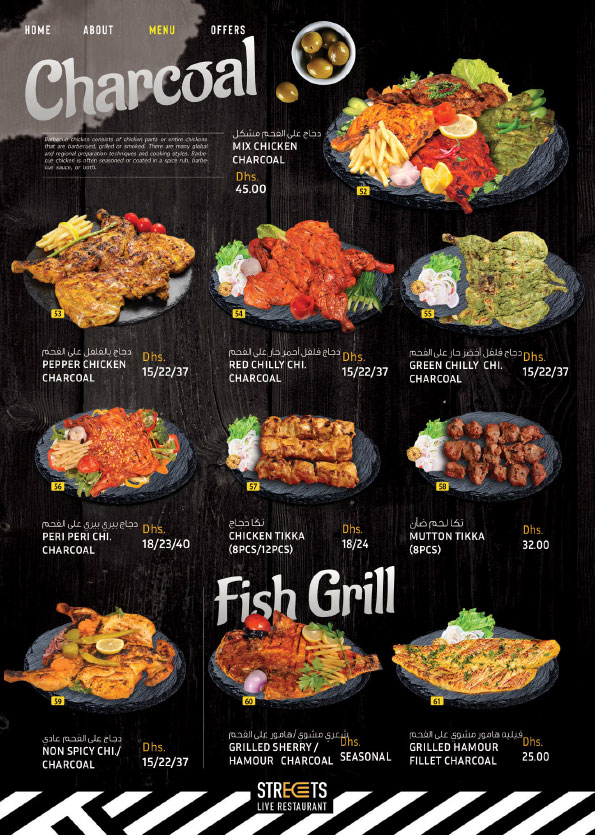 HOME ABOUT MENU OFFERS
Charcoal
Barbecue chicken consists of chicken parts or entire chickens
that are barbecued, grilled or smoked. There are many global
and regional preparation techniques and cooking styles. Barbe-
cue chicken is often seasoned or coated in a spice rub, barbe-
cue sauce, or both.
دجاج على الفحم مشكل
MIX CHICKEN
CHARCOAL
Dhs.
45.00
52
53
دجاج بالفلفل على الفحم
PEPPER CHICKEN
CHARCOAL
Dhs.
15/22/37
54
دجاج فلفل أحمر حار على الفحم
RED CHILLY CHI.
CHARCOAL
Dhs.
15/22/37
55
دجاج فلفل أخضر حار على الفحم
GREEN CHILLY CHI.
CHARCOAL
Dhs.
15/22/37
56
دجاج بيري بيري على الفحم
PERI PERI CHI.
CHARCOAL
Dhs.
18/23/40
57
تكا دجاج
CHICKEN TIKKA
(8PCS/12PCS)
Dhs.
18/24
58
تكا لحم ضأن
MUTTON TIKKA
(8PCS)
Dhs.
32.00
59
دجاج على الفحم عادي
NON SPICY CHI./
CHARCOAL
Dhs.
15/22/37
Fish Grill
60
شعري مشوي/هامور على الفحم
GRILLED SHERRY /
HAMOUR CHARCOAL
Dhs.
SEASONAL
61
فيليه هامور مشوي على الفحم
GRILLED HAMOUR
FILLET CHARCOAL
Dhs.
25.00
STREETS
LIVE RESTAURANT